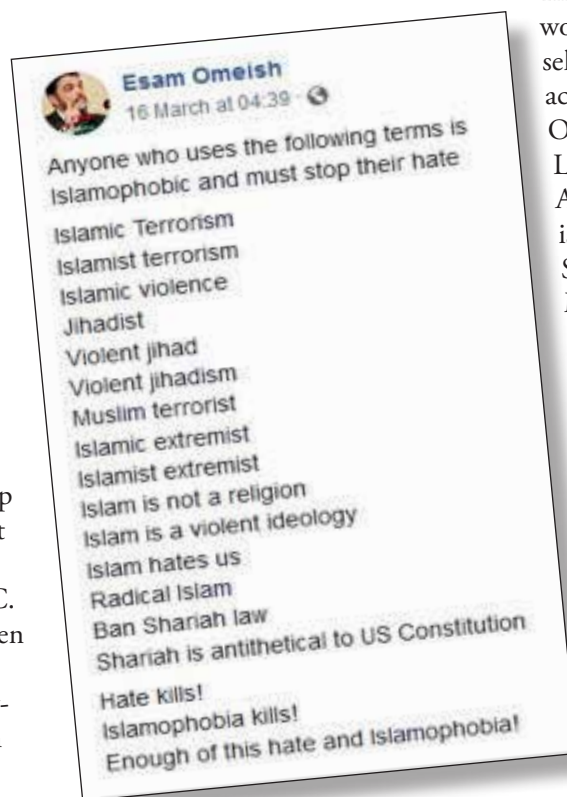 Esam Omeish
16 March at 04:39
Anyone who uses the following terms is
Islamophobic and must stop their hate
Islamic Terrorism
Islamist terrorism
Islamic violence
Jihadist
Violent jihad
Violent jihadism
Muslim terrorist
Islamic extremist
Islamist extremist
Islam is not a religion
Islam is a violent ideology
Islam hates us
Radical Islam
Ban Shariah law
Shariah is antithetical to US Constitution
Hate kills!
Islamophobia kills!
Enough of this hate and Islamophobia!